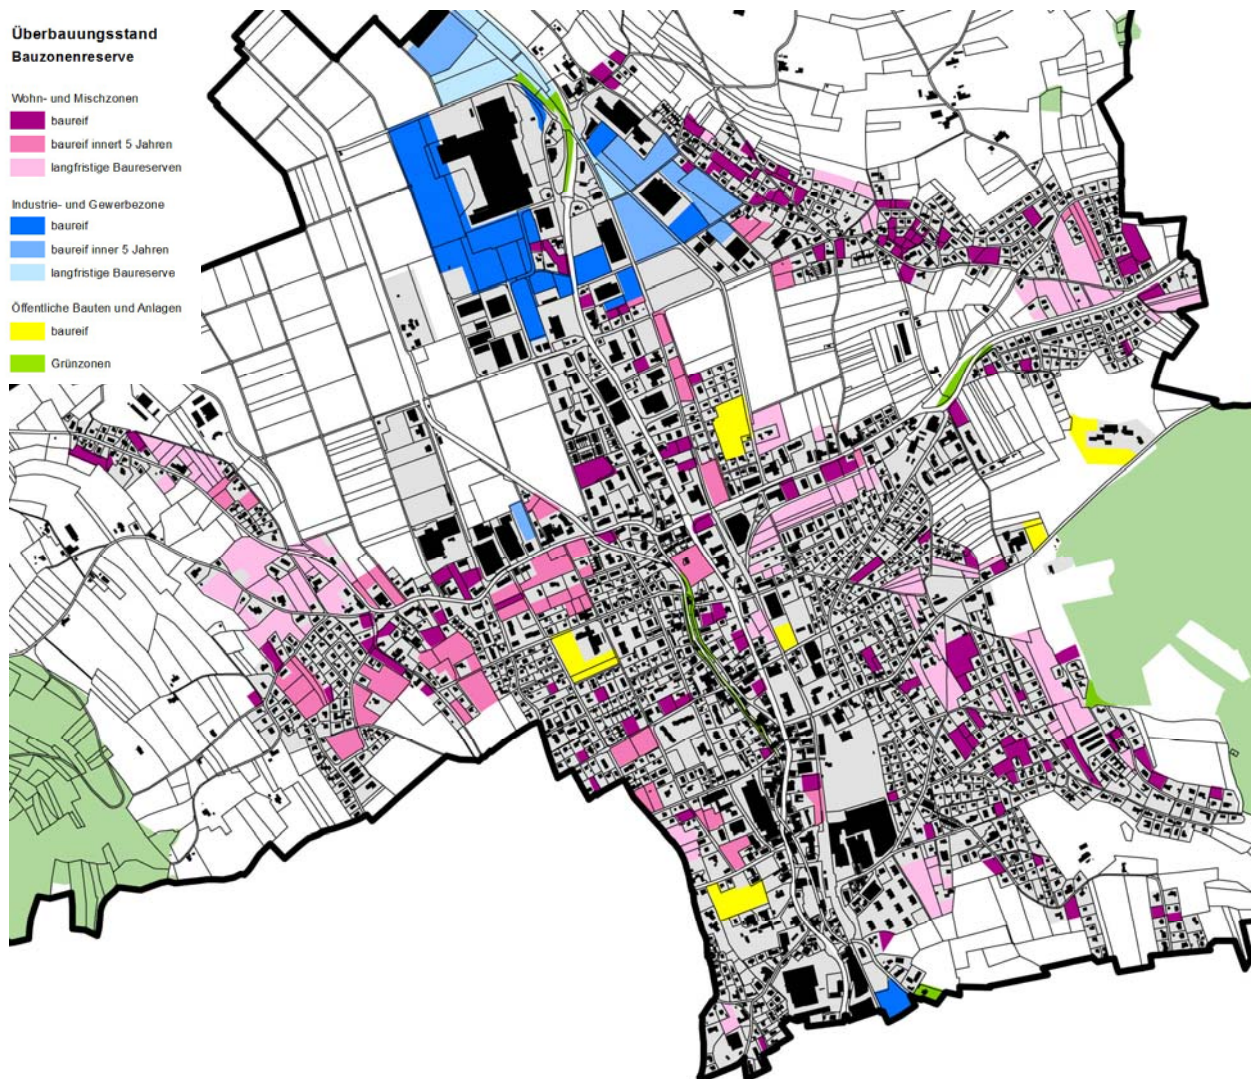 Überbauungsstand
Bauzonenreserve
Wohn- und Mischzonen
baureif
baureif innert 5 Jahren
langfristige Baureserven
Industrie- und Gewerbezone
baureif
baureif inner 5 Jahren
langfristige Baureserve
Öffentliche Bauten und Anlagen
baureif
Grünzonen